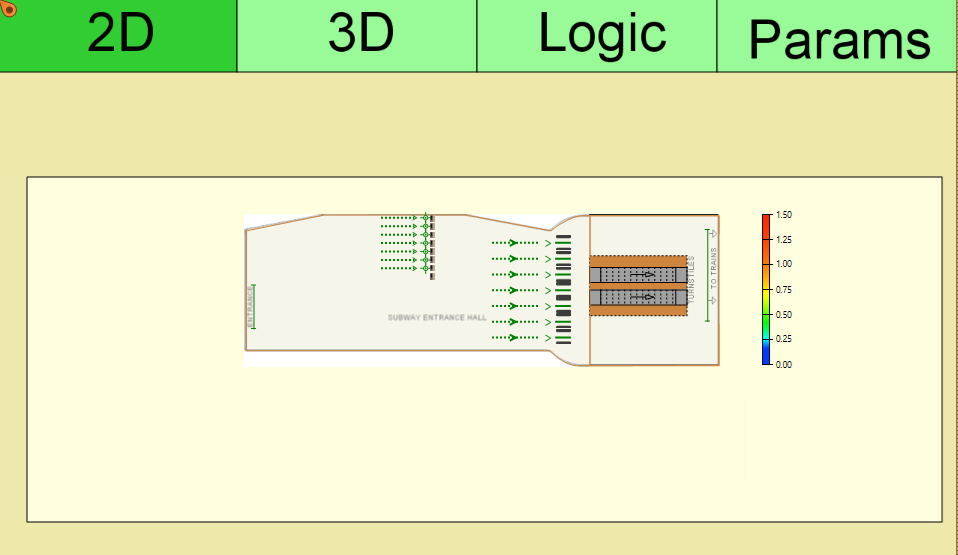 2D
3D
Logic
Params
ENTRANCE
SUBWAY ENTRANCE HALL
TURNSTILES
TO TRAINS
1.50
1.25
1.00
0.75
0.50
0.25
0.00